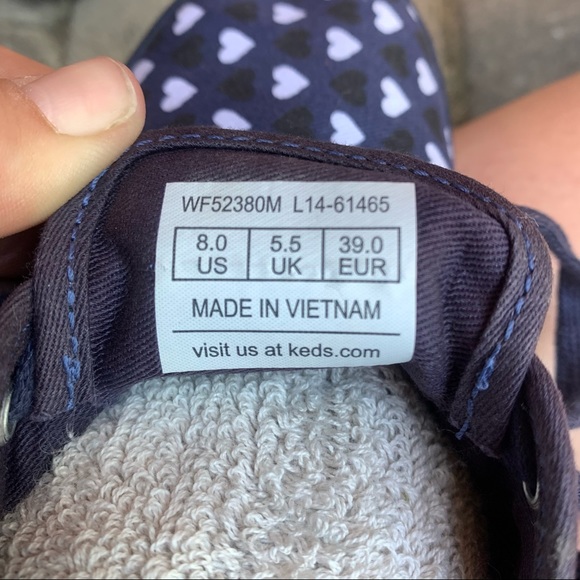 WF52380M L14-61465
8.0 5.5 39.0
US UK EUR
MADE IN VIETNAM
visit us at keds.com